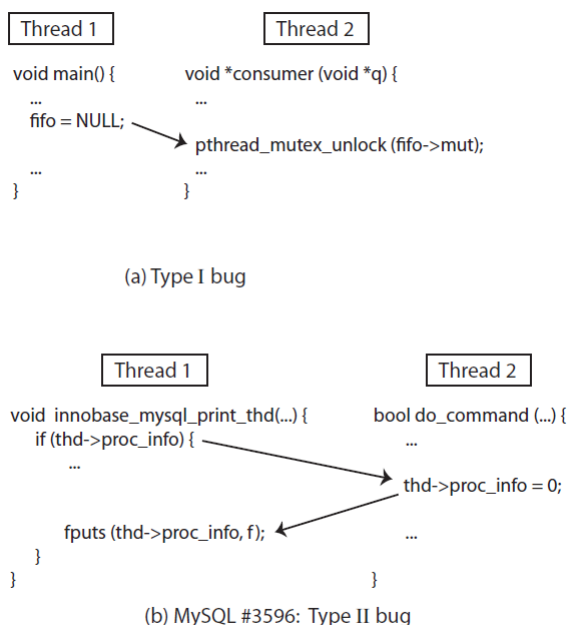 Thread 1
Thread 2
void main() {
void *consumer (void *q) {
...
...
fifo = NULL;
pthread_mutex_unlock (fifo->mut);
...
...
}
}
(a) Type I bug
Thread 1
Thread 2
void innobase_mysql_print_thd(...) {
bool do_command (...) {
if (thd->proc_info) {
...
...
thd->proc_info = 0;
fputs (thd->proc_info, f);
...
}
}
}
(b) MySQL #3596: Type II bug